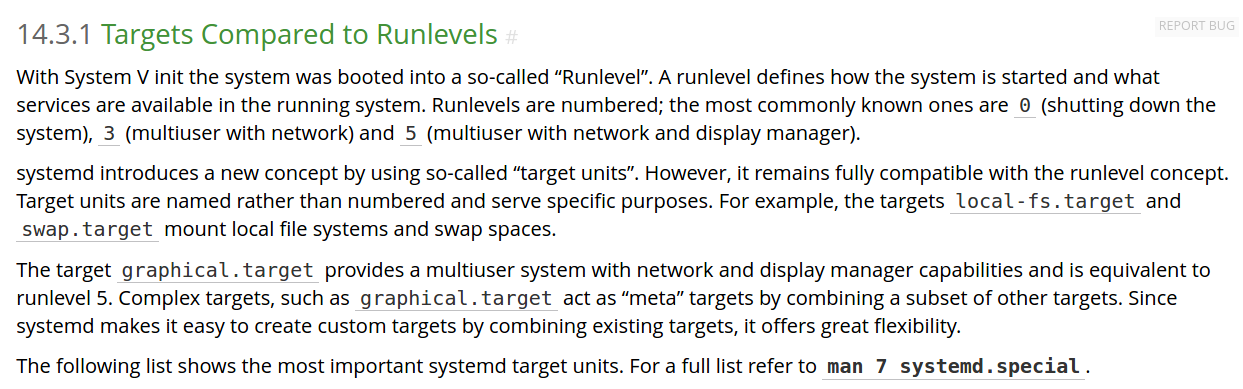 14.3.1 Targets Compared to Runlevels #
REPORT BUG
With System V init the system was booted into a so-called “Runlevel”. A runlevel defines how the system is started and what
services are available in the running system. Runlevels are numbered; the most commonly known ones are 0 (shutting down the
system), 3 (multiuser with network) and 5 (multiuser with network and display manager).
systemd introduces a new concept by using so-called “target units”. However, it remains fully compatible with the runlevel concept.
Target units are named rather than numbered and serve specific purposes. For example, the targets local-fs.target and
swap.target mount local file systems and swap spaces.
The target graphical.target provides a multiuser system with network and display manager capabilities and is equivalent to
runlevel 5. Complex targets, such as graphical.target act as “meta” targets by combining a subset of other targets. Since
systemd makes it easy to create custom targets by combining existing targets, it offers great flexibility.
The following list shows the most important systemd target units. For a full list refer to man 7 systemd.special.